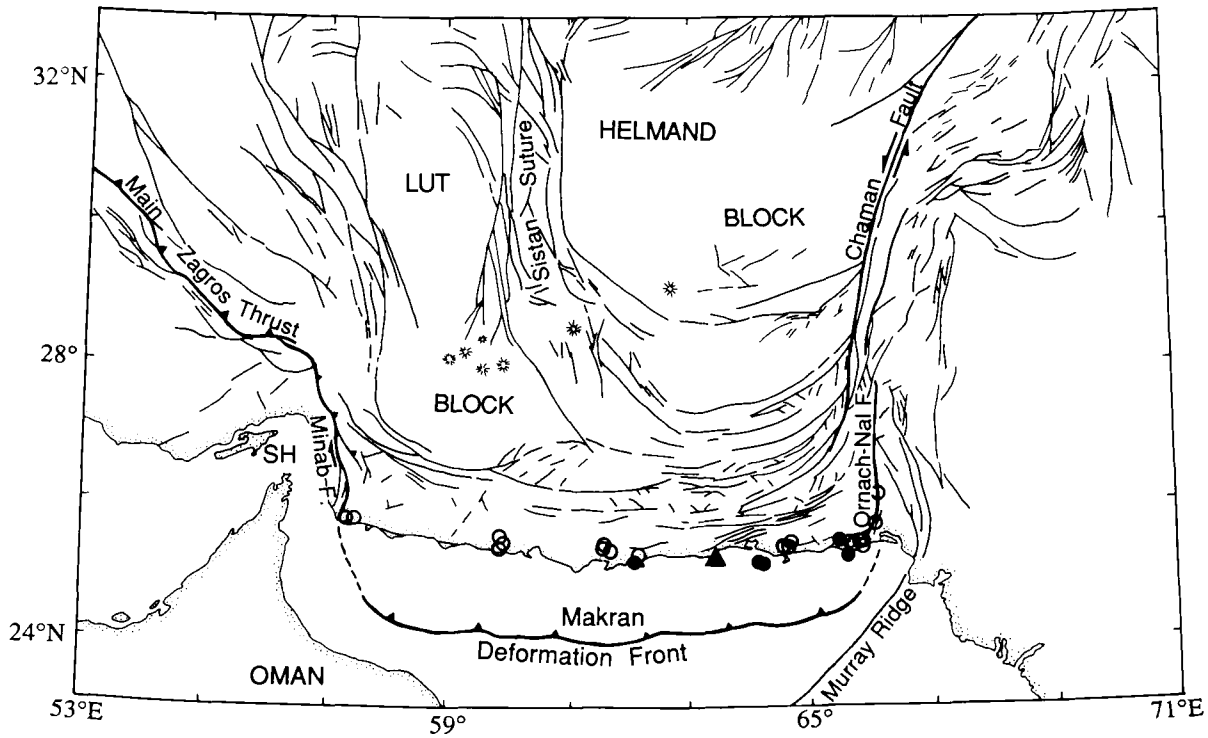 32°N
28°
24°N
53°E
59°
65°
71°E
HELMAND
BLOCK
LUT
BLOCK
Sistan Suture
Chaman Fault
Main Zagros Thrust
Minab F.
SH
Ornach-Nal F.
Makran
Deformation Front
OMAN
Murray Ridge